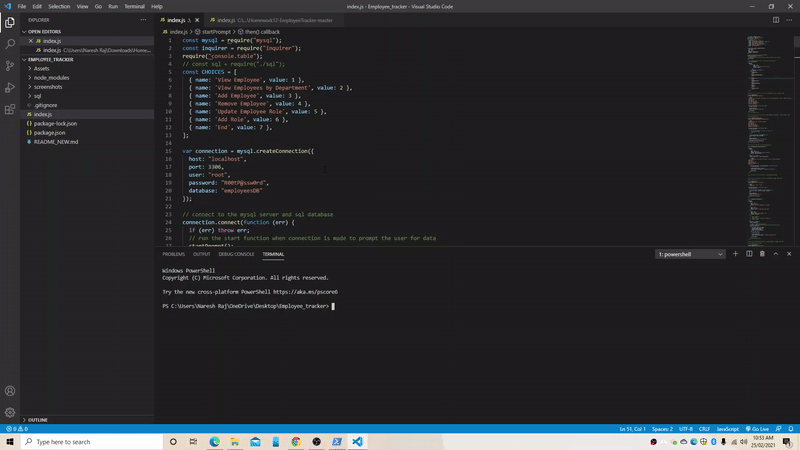 File Edit Selection View Go Run Terminal Help
index.js - Employee_tracker - Visual Studio Code
EXPLORER
OPEN EDITORS
index.js
index.js C:\Users\Naresh Raj\Downloads\Home...
EMPLOYEE_TRACKER
Assets
node_modules
screenshots
sql
.gitignore
index.js
package-lock.json
package.json
README_NEW.md
OUTLINE
index.js
index.js C:\...\Homework12-EmployeeTracker-master
index.js > startPrompt > then() callback
1 const mysql = require("mysql");
2 const inquirer = require("inquirer");
3 require("console.table");
4 // const sql = require("./sql");
5 const CHOICES = [
6 { name: 'View Employee', value: 1 },
7 { name: 'View Employees by Department', value: 2 },
8 { name: 'Add Employee', value: 3 },
9 { name: 'Remove Employee', value: 4 },
10 { name: 'Update Employee Role', value: 5 },
11 { name: 'Add Role', value: 6 },
12 { name: 'End', value: 7 },
13 ];
14
15 var connection = mysql.createConnection({
16 host: "localhost",
17 port: 3306,
18 user: "root",
19 password: "R00tP@ssw0rd",
20 database: "employeesDB"
21 });
22
23 // connect to the mysql server and sql database
24 connection.connect(function (err) {
25 if (err) throw err;
26 // run the start function when connection is made to prompt the user for data
27 startPrompt();
PROBLEMS OUTPUT DEBUG CONSOLE TERMINAL
1: powershell
Windows PowerShell
Copyright (C) Microsoft Corporation. All rights reserved.
Try the new cross-platform PowerShell https://aka.ms/pscore6
PS C:\Users\Naresh Raj\OneDrive\Desktop\Employee_tracker>
0 0
Ln 51, Col 1 Spaces: 2 UTF-8 CRLF JavaScript Go Live
Type here to search
10:53 AM
25/02/2021